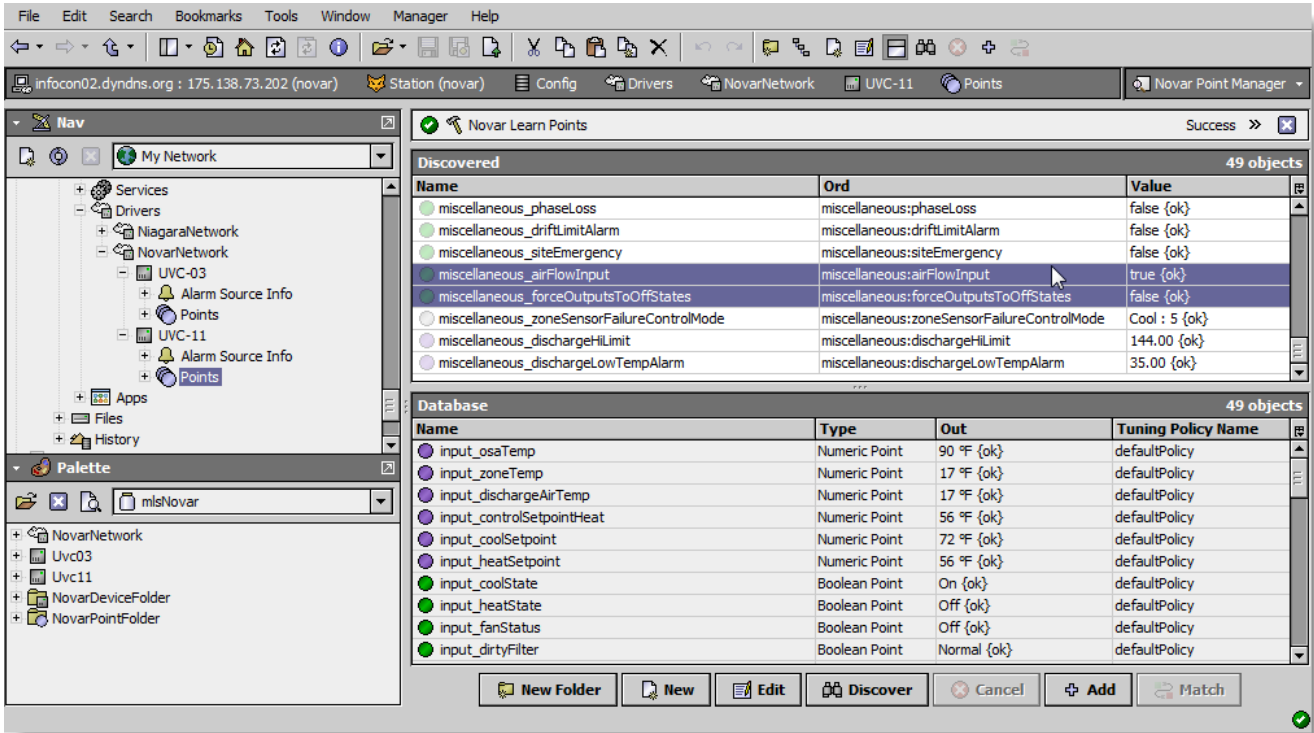 File Edit Search Bookmarks Tools Window Manager Help
infocon02.dyndns.org : 175.138.73.202 (novar) Station (novar) Config Drivers NovarNetwork UVC-11 Points Novar Point Manager
Nav
My Network
Services
Drivers
NiagaraNetwork
NovarNetwork
UVC-03
Alarm Source Info
Points
UVC-11
Alarm Source Info
Points
Apps
Files
History
Palette
mlsNovar
NovarNetwork
Uvc03
Uvc11
NovarDeviceFolder
NovarPointFolder
Novar Learn Points Success »
Discovered 49 objects
Name Ord Value
miscellaneous_phaseLoss miscellaneous:phaseLoss false {ok}
miscellaneous_driftLimitAlarm miscellaneous:driftLimitAlarm false {ok}
miscellaneous_siteEmergency miscellaneous:siteEmergency false {ok}
miscellaneous_airFlowInput miscellaneous:airFlowInput true {ok}
miscellaneous_forceOutputsToOffStates miscellaneous:forceOutputsToOffStates false {ok}
miscellaneous_zoneSensorFailureControlMode miscellaneous:zoneSensorFailureControlMode Cool : 5 {ok}
miscellaneous_dischargeHiLimit miscellaneous:dischargeHiLimit 144.00 {ok}
miscellaneous_dischargeLowTempAlarm miscellaneous:dischargeLowTempAlarm 35.00 {ok}
Database 49 objects
Name Type Out Tuning Policy Name
input_osaTemp Numeric Point 90 ºF {ok} defaultPolicy
input_zoneTemp Numeric Point 17 ºF {ok} defaultPolicy
input_dischargeAirTemp Numeric Point 17 ºF {ok} defaultPolicy
input_controlSetpointHeat Numeric Point 56 ºF {ok} defaultPolicy
input_coolSetpoint Numeric Point 72 ºF {ok} defaultPolicy
input_heatSetpoint Numeric Point 56 ºF {ok} defaultPolicy
input_coolState Boolean Point On {ok} defaultPolicy
input_heatState Boolean Point Off {ok} defaultPolicy
input_fanStatus Boolean Point Off {ok} defaultPolicy
input_dirtyFilter Boolean Point Normal {ok} defaultPolicy
New Folder New Edit Discover Cancel Add Match